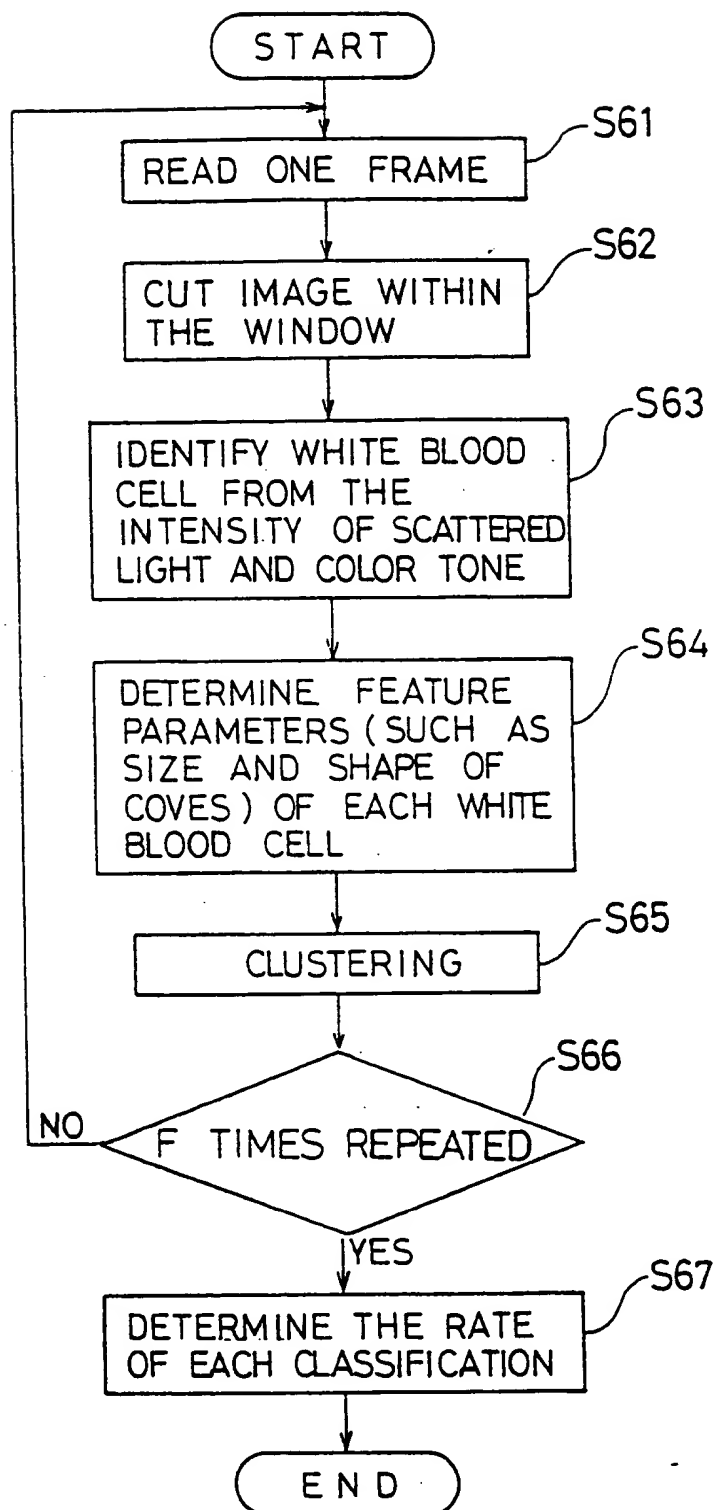 START
S61
READ ONE FRAME
S62
CUT IMAGE WITHIN
THE WINDOW
S63
IDENTIFY WHITE BLOOD
CELL FROM THE
INTENSITY OF SCATTERED
LIGHT AND COLOR TONE
S64
DETERMINE FEATURE
PARAMETERS (SUCH AS
SIZE AND SHAPE OF
COVES) OF EACH WHITE
BLOOD CELL
S65
CLUSTERING
S66
NO
F TIMES REPEATED
YES
S67
DETERMINE THE RATE
OF EACH CLASSIFICATION
END